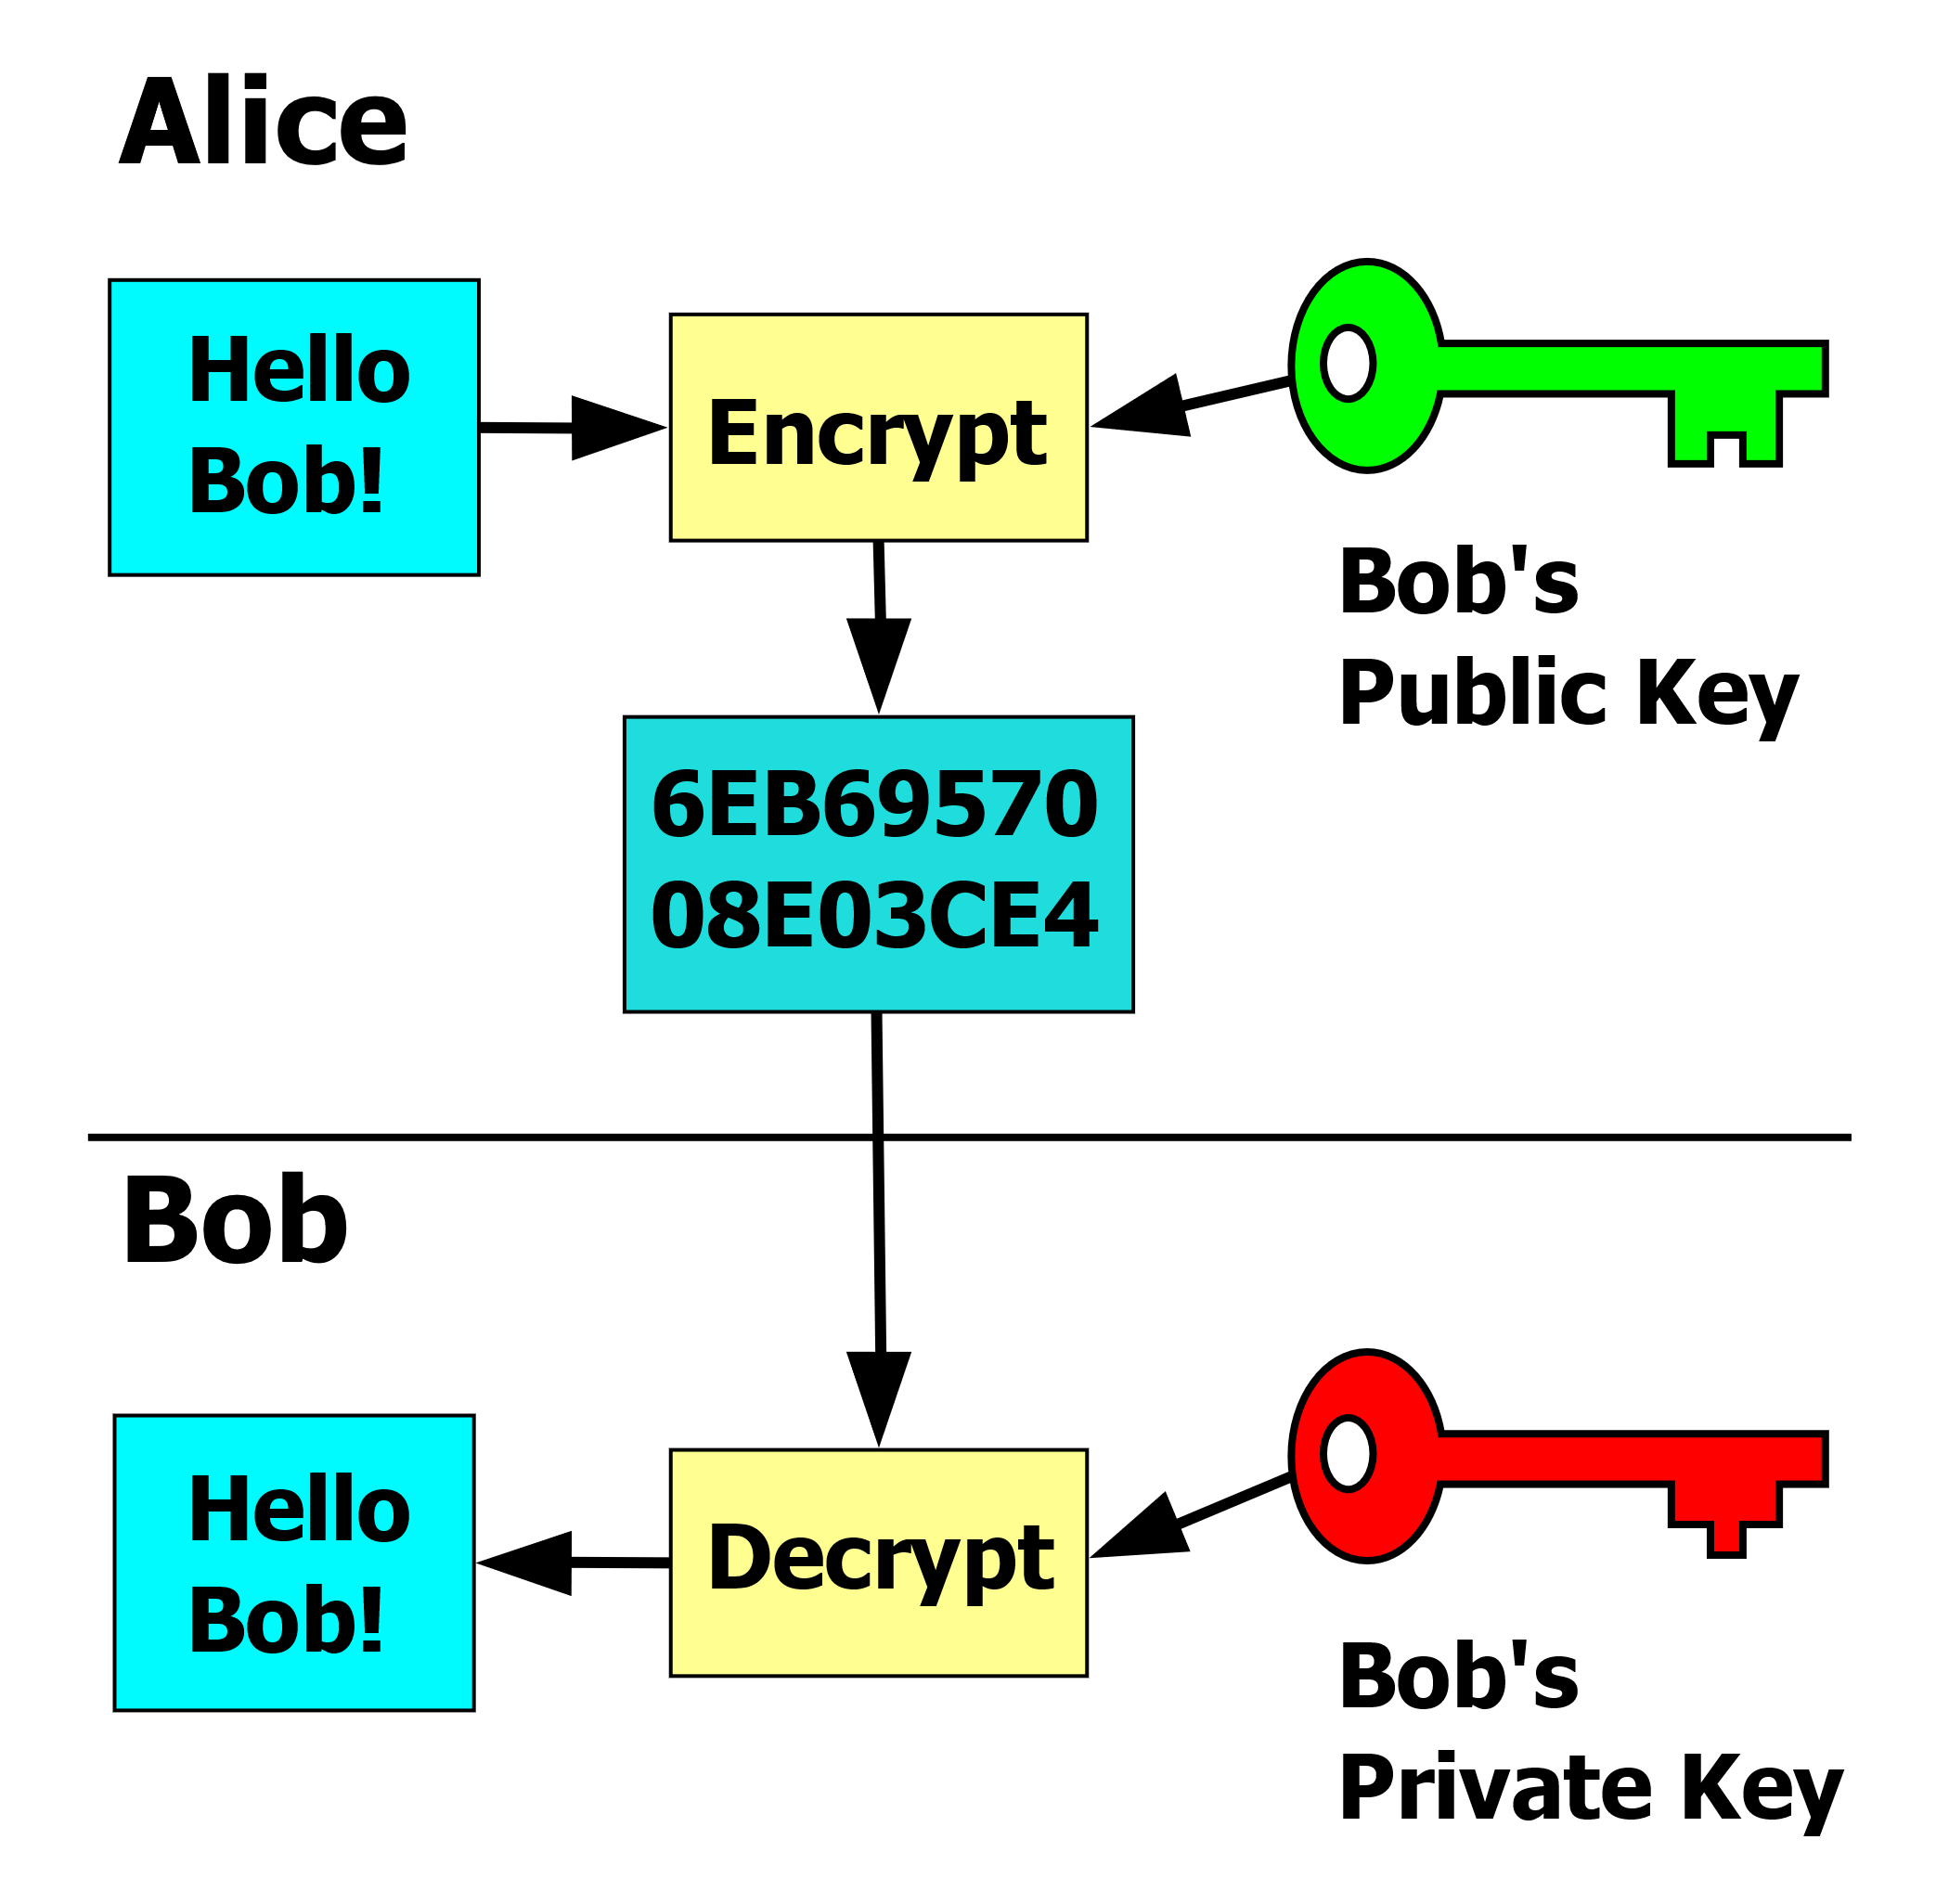 Alice
Hello
Bob!
Encrypt
Bob's
Public Key
6EB69570
08E03CE4
Bob
Hello
Bob!
Decrypt
Bob's
Private Key